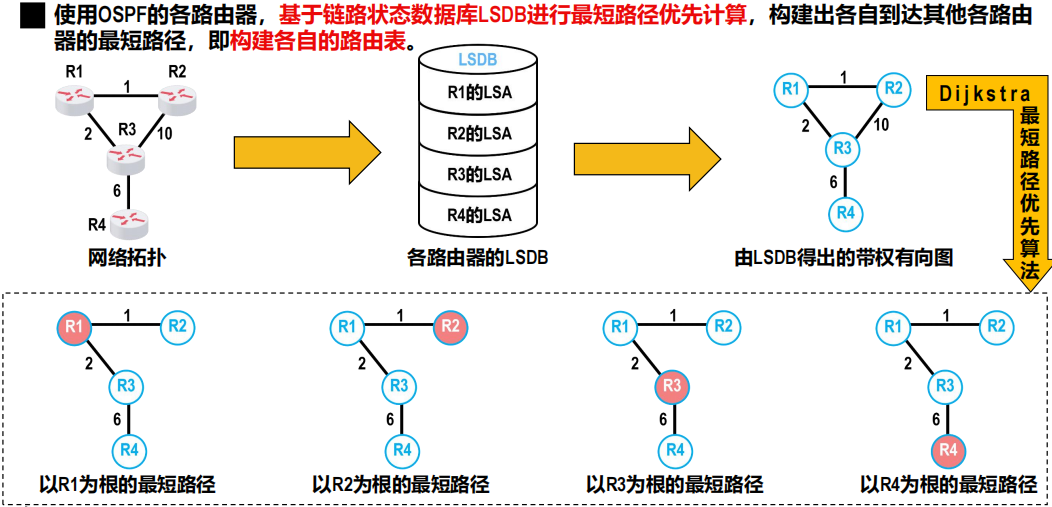 使用OSPF的各路由器，基于链路状态数据库LSDB进行最短路径优先计算，构建出各自到达其他各路由
器的最短路径，即构建各自的路由表。
R1
R2
1
2
R3
10
6
R4
网络拓扑
LSDB
R1的LSA
R2的LSA
R3的LSA
R4的LSA
各路由器的LSDB
R1
1
R2
2
10
R3
6
R4
由LSDB得出的带权有向图
Dijkstra
最短路径优先算法
R1
1
R2
2
R3
6
R4
以R1为根的最短路径
R1
1
R2
2
R3
6
R4
以R2为根的最短路径
R1
1
R2
2
R3
6
R4
以R3为根的最短路径
R1
1
R2
2
R3
6
R4
以R4为根的最短路径